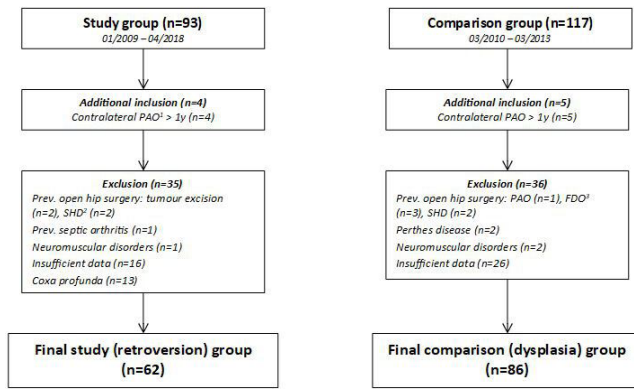 Study group (n=93)
01/2009 – 04/2018
Additional inclusion (n=4)
Contralateral PAO¹ > 1y (n=4)
Exclusion (n=35)
Prev. open hip surgery: tumour excision
(n=2), SHD² (n=2)
Prev. septic arthritis (n=1)
Neuromuscular disorders (n=1)
Insufficient data (n=16)
Coxa profunda (n=13)
Final study (retroversion) group
(n=62)
Comparison group (n=117)
03/2010 – 03/2013
Additional inclusion (n=5)
Contralateral PAO > 1y (n=5)
Exclusion (n=36)
Prev. open hip surgery: PAO (n=1), FDO³
(n=3), SHD (n=2)
Perthes disease (n=2)
Neuromuscular disorders (n=2)
Insufficient data (n=26)
Final comparison (dysplasia) group
(n=86)